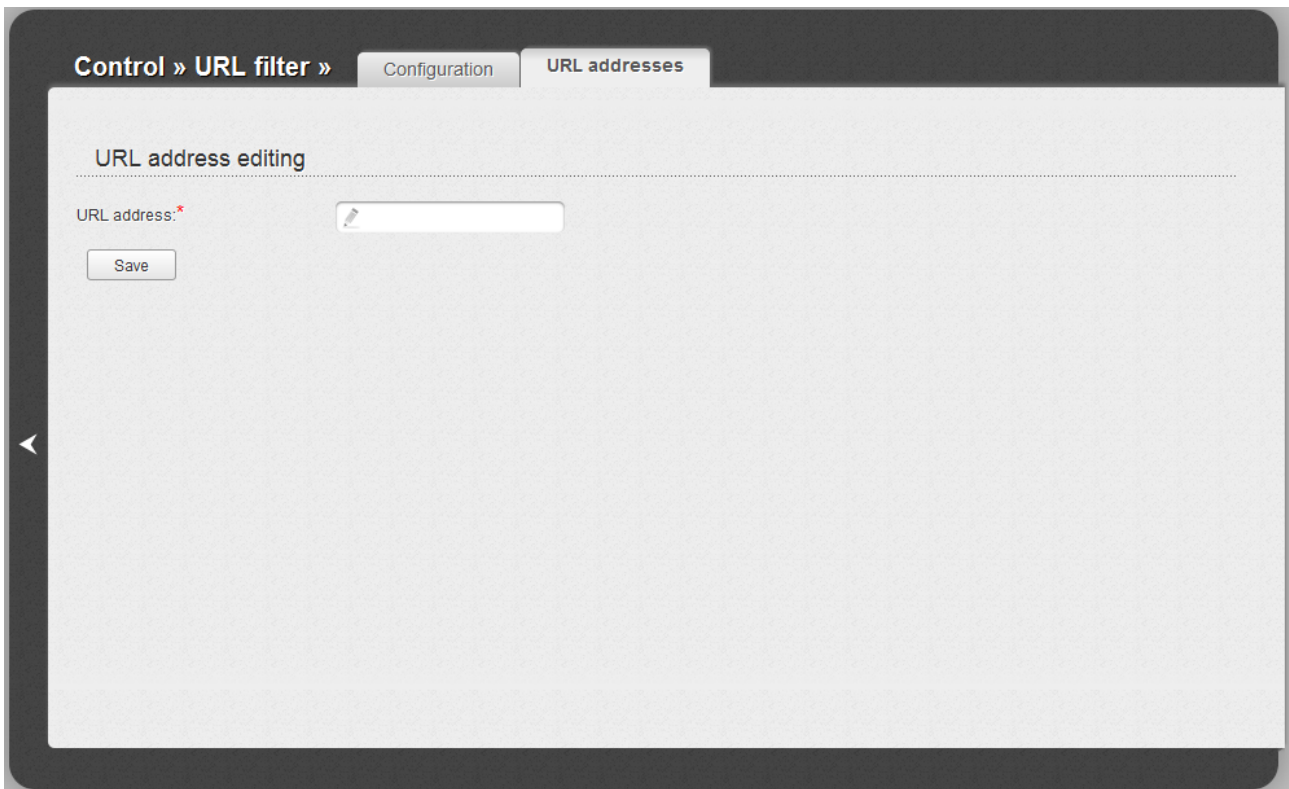 Control » URL filter » Configuration URL addresses
URL address editing
URL address:*
Save